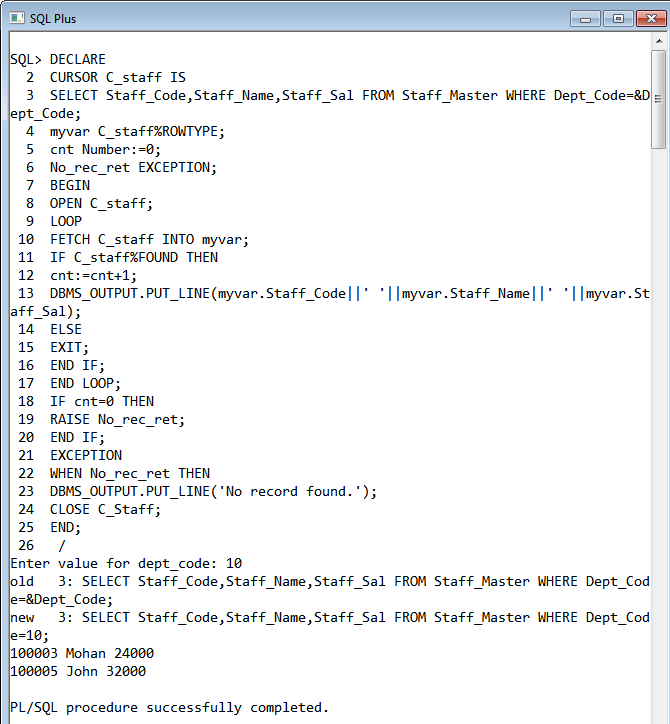 SQL Plus
SQL> DECLARE
  2  CURSOR C_staff IS
  3  SELECT Staff_Code,Staff_Name,Staff_Sal FROM Staff_Master WHERE Dept_Code=&D
ept_Code;
  4  myvar C_staff%ROWTYPE;
  5  cnt Number:=0;
  6  No_rec_ret EXCEPTION;
  7  BEGIN
  8  OPEN C_staff;
  9  LOOP
 10  FETCH C_staff INTO myvar;
 11  IF C_staff%FOUND THEN
 12  cnt:=cnt+1;
 13  DBMS_OUTPUT.PUT_LINE(myvar.Staff_Code||' '||myvar.Staff_Name||' '||myvar.St
aff_Sal);
 14  ELSE
 15  EXIT;
 16  END IF;
 17  END LOOP;
 18  IF cnt=0 THEN
 19  RAISE No_rec_ret;
 20  END IF;
 21  EXCEPTION
 22  WHEN No_rec_ret THEN
 23  DBMS_OUTPUT.PUT_LINE('No record found.');
 24  CLOSE C_Staff;
 25  END;
 26   /
Enter value for dept_code: 10
old   3: SELECT Staff_Code,Staff_Name,Staff_Sal FROM Staff_Master WHERE Dept_Cod
e=&Dept_Code;
new   3: SELECT Staff_Code,Staff_Name,Staff_Sal FROM Staff_Master WHERE Dept_Cod
e=10;
100003 Mohan 24000
100005 John 32000
PL/SQL procedure successfully completed.